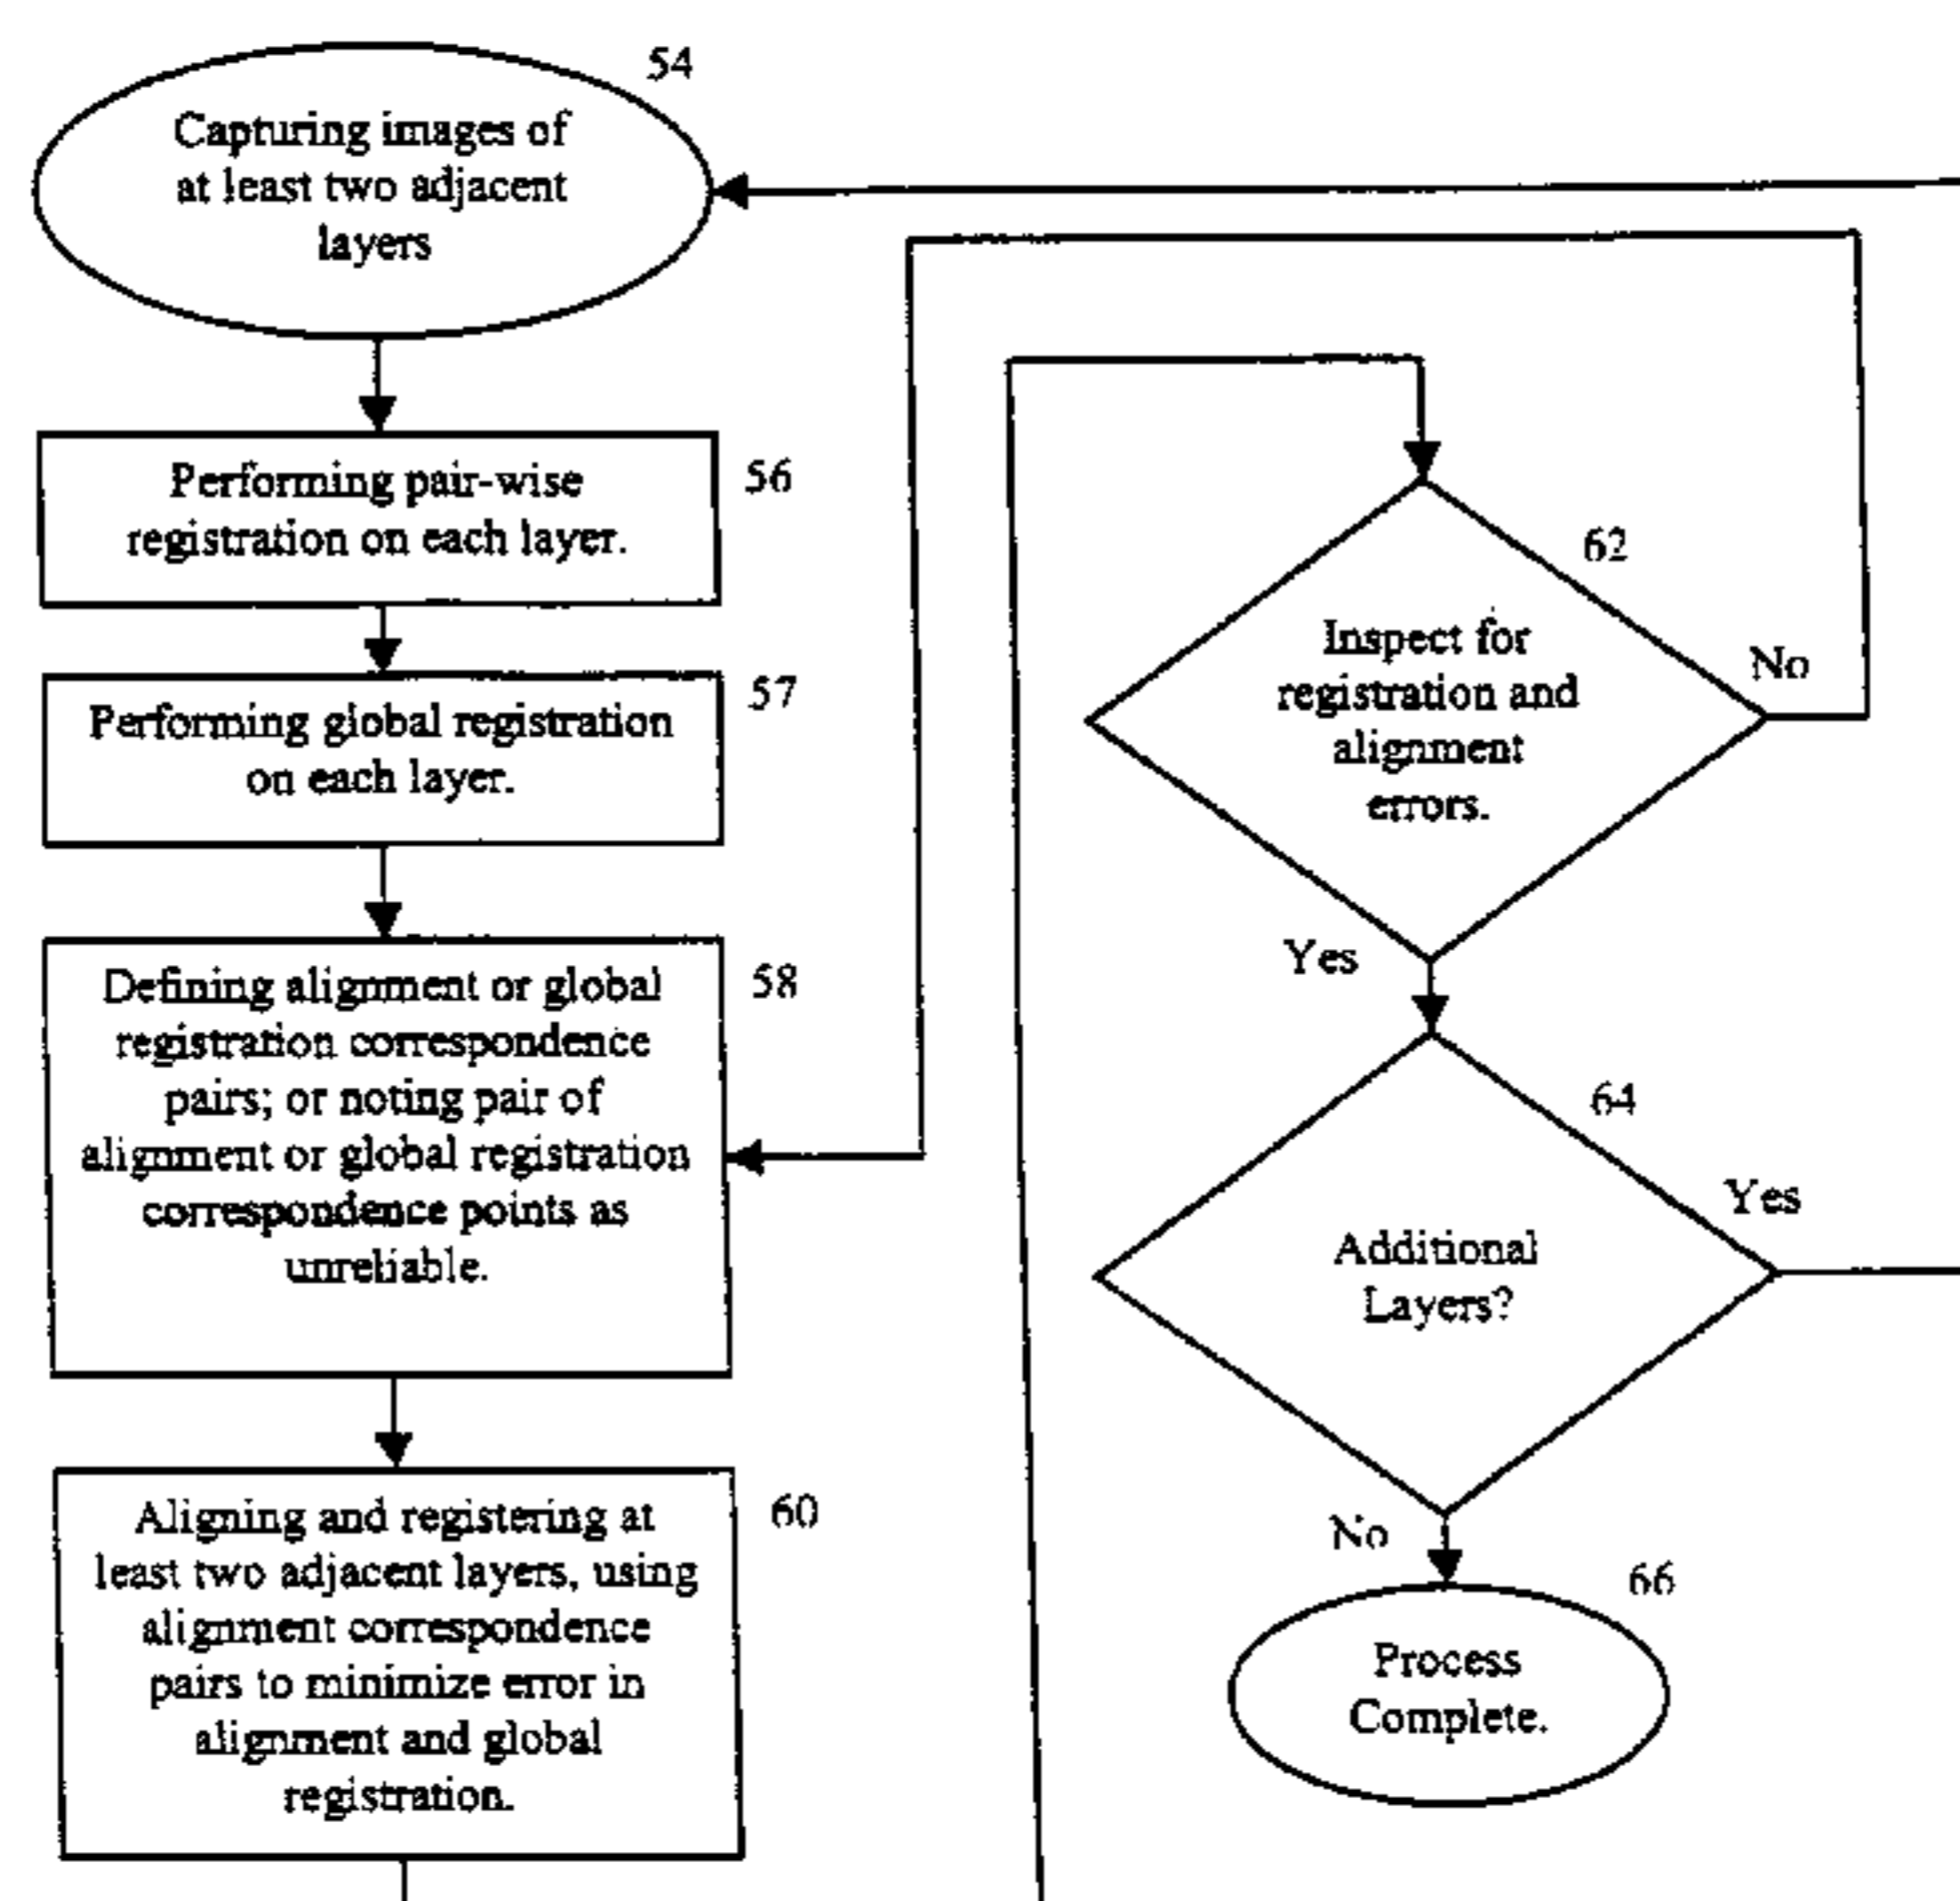 54
Capturing images of
at least two adjacent
layers
56
Performing pair-wise
registration on each layer.
57
Performing global registration
on each layer.
58
Defining alignment or global
registration correspondence
pairs; or noting pair of
alignment or global registration
correspondence points as
unreliable.
60
Aligning and registering at
least two adjacent layers, using
alignment correspondence
pairs to minimize error in
alignment and global
registration.
62
Inspect for
registration and
alignment
errors.
No
Yes
64
Additional
Layers?
Yes
No
66
Process
Complete.